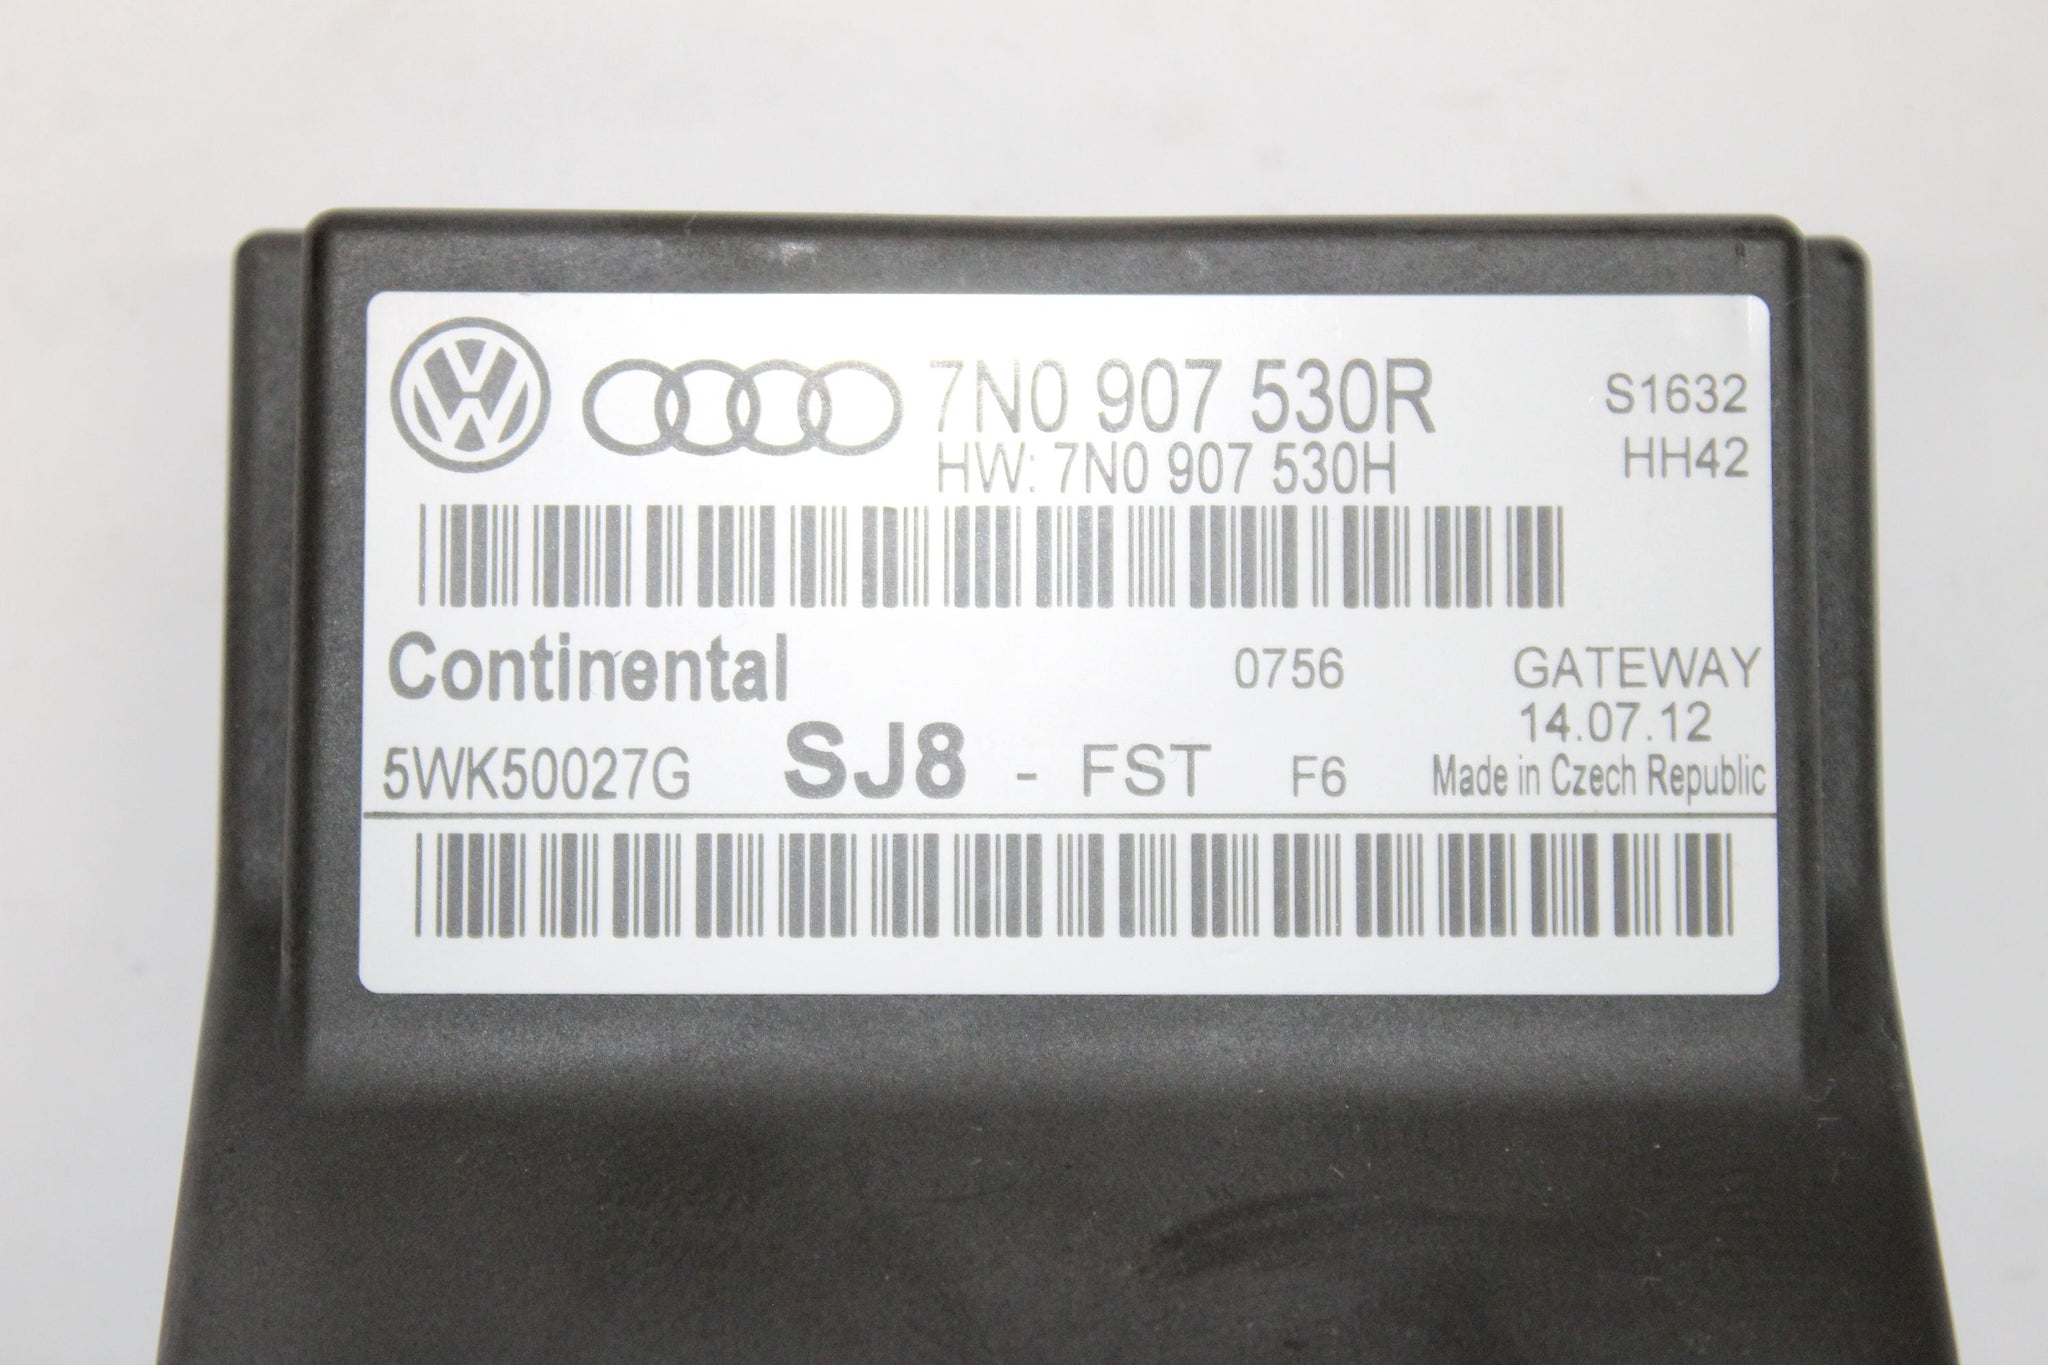 7N0 907 530R S1632
HW: 7N0 907 530H HH42
Continental 0756 GATEWAY
14.07.12
5WK50027G SJ8 - FST F6 Made in Czech Republic